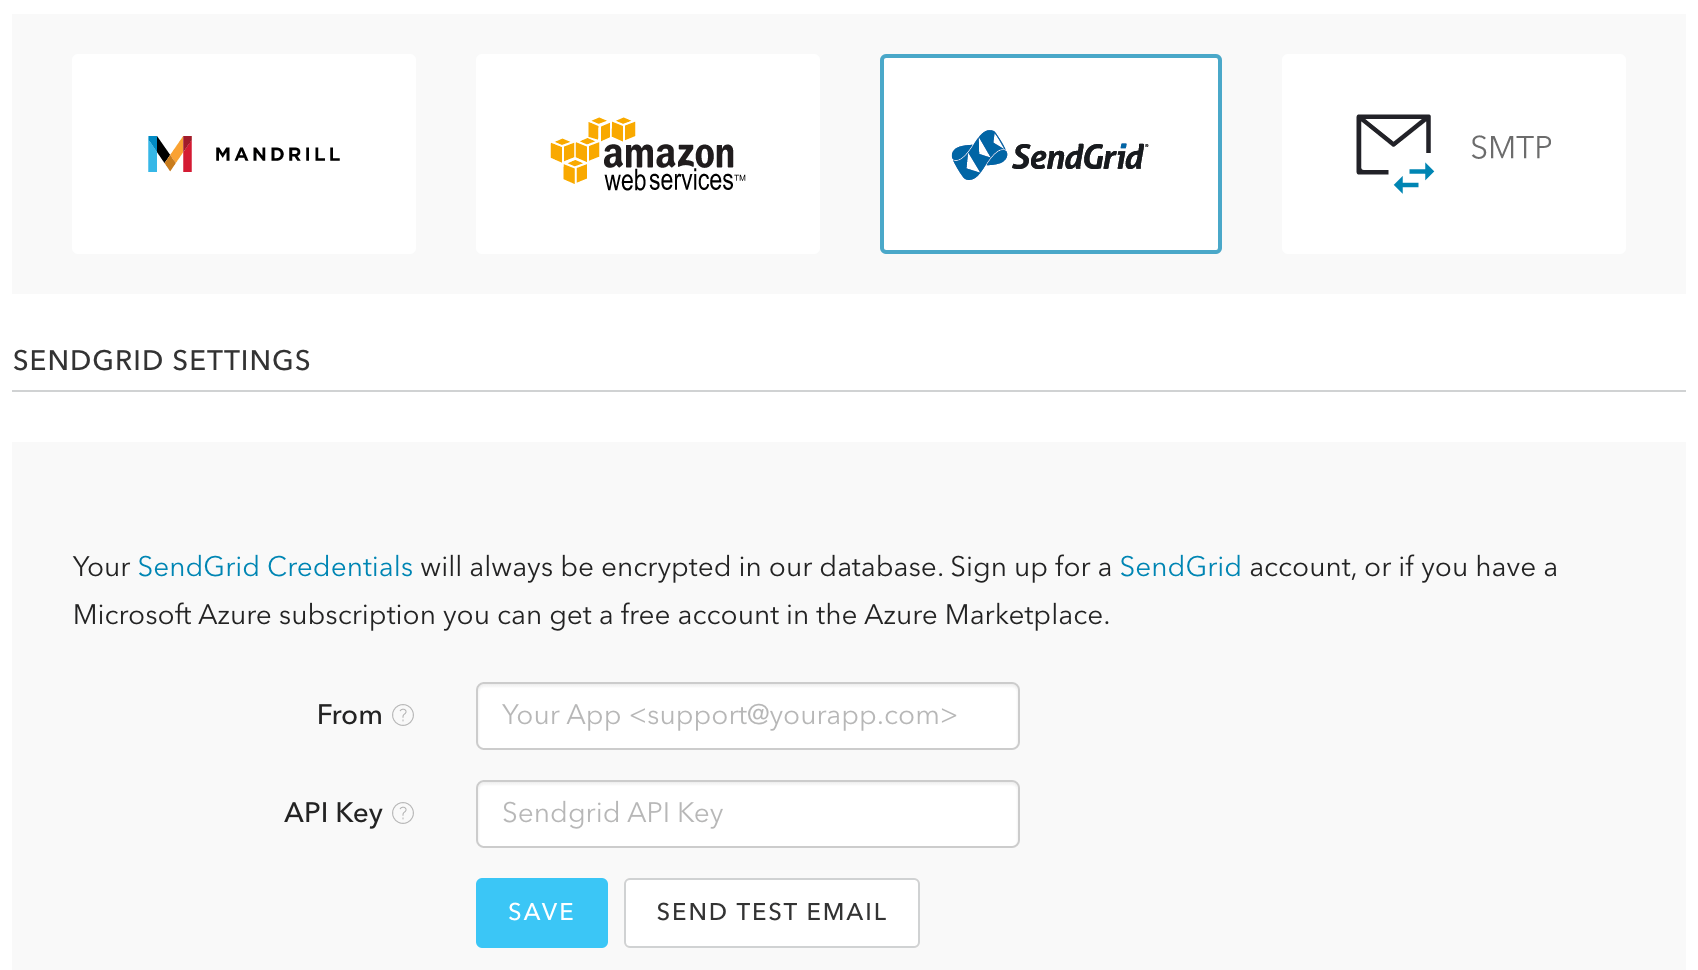 MANDRILL
amazon
web services™
SendGrid
SMTP
SENDGRID SETTINGS
Your SendGrid Credentials will always be encrypted in our database. Sign up for a SendGrid account, or if you have a
Microsoft Azure subscription you can get a free account in the Azure Marketplace.
From ?
Your App <support@yourapp.com>
API Key ?
Sendgrid API Key
SAVE
SEND TEST EMAIL